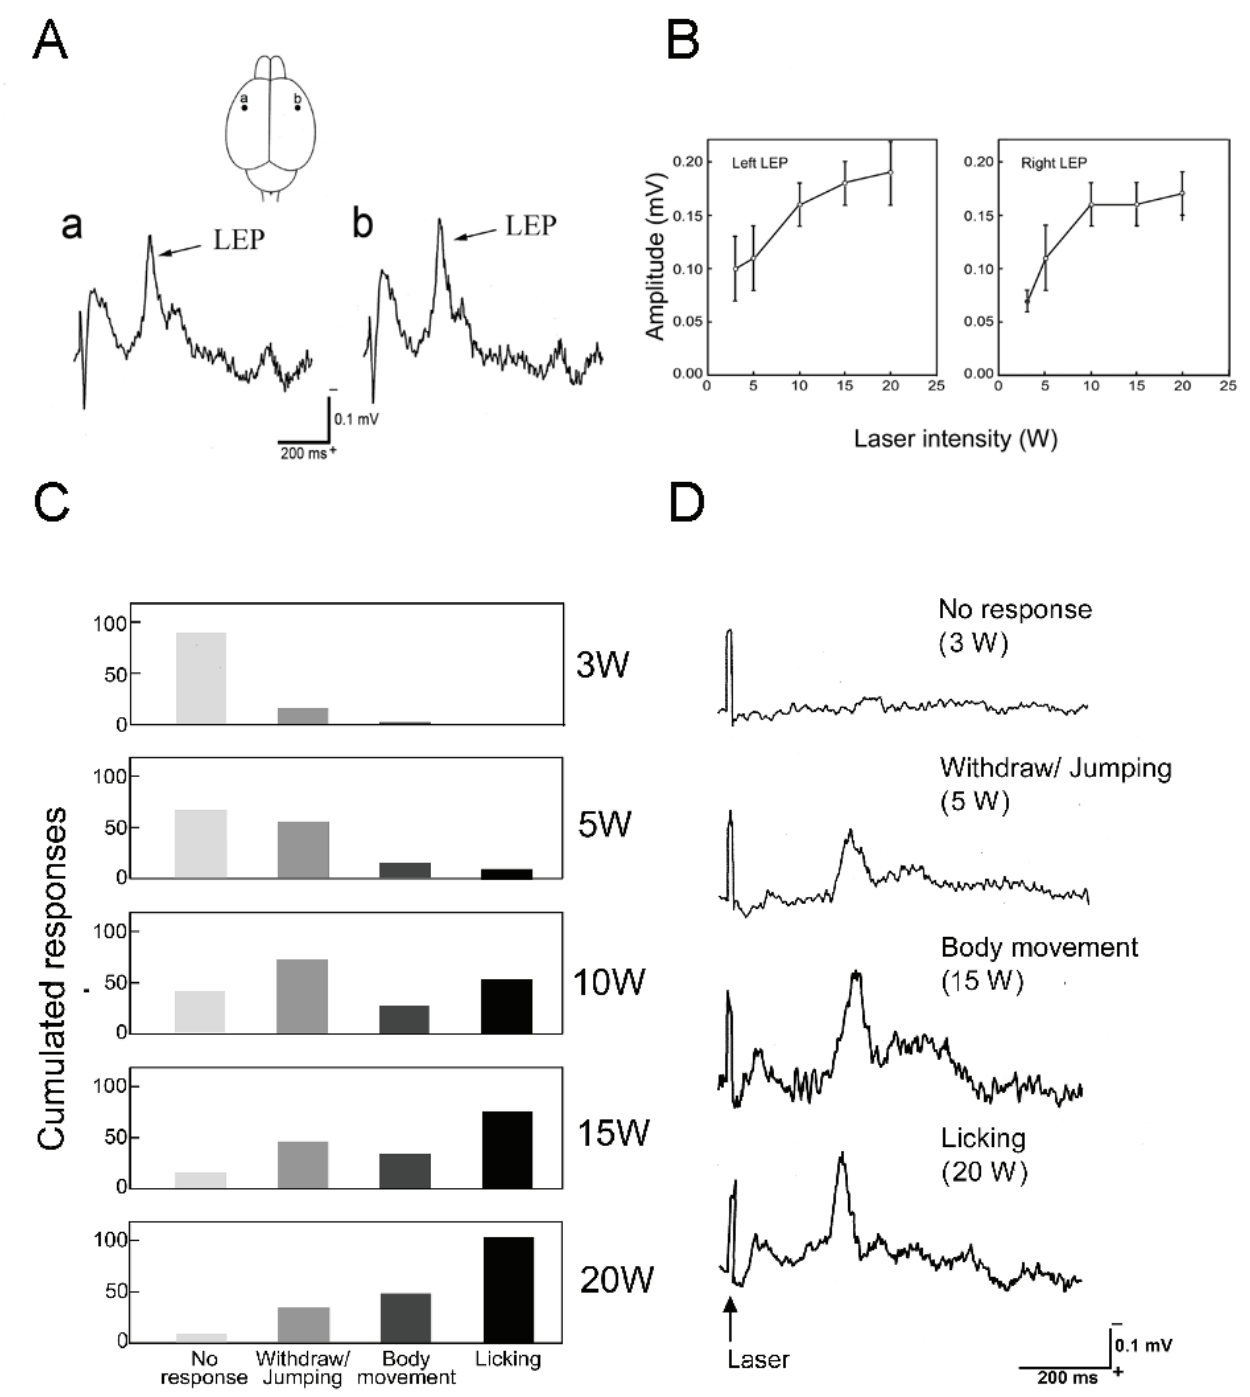 A
a b
a
LEP
b
LEP
0.1 mV
200 ms +
B
Amplitude (mV)
0.20
0.15
0.10
0.05
0.00
Left LEP
0 5 10 15 20 25
0.20
0.15
0.10
0.05
0.00
Right LEP
0 5 10 15 20 25
Laser intensity (W)
C
Cumulated responses
100
50
0
3W
100
50
0
5W
100
50
0
10W
100
50
0
15W
100
50
0
20W
No
response
Withdraw/
Jumping
Body
movement
Licking
D
No response
(3 W)
Withdraw/ Jumping
(5 W)
Body movement
(15 W)
Licking
(20 W)
Laser
0.1 mV
200 ms +